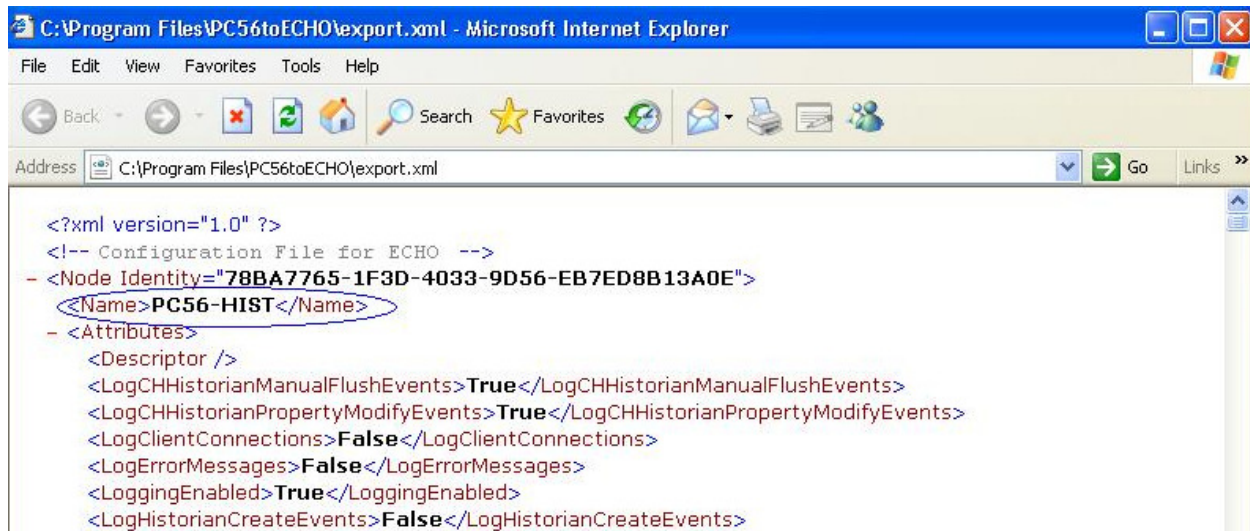 C:\Program Files\PC56toECHO\export.xml - Microsoft Internet Explorer
File Edit View Favorites Tools Help
Back Search Favorites
Address C:\Program Files\PC56toECHO\export.xml Go Links »
<?xml version="1.0" ?>
<!-- Configuration File for ECHO -->
- <Node Identity="78BA7765-1F3D-4033-9D56-EB7ED8B13A0E">
<Name>PC56-HIST</Name>
- <Attributes>
<Descriptor />
<LogCHHistorianManualFlushEvents>True</LogCHHistorianManualFlushEvents>
<LogCHHistorianPropertyModifyEvents>True</LogCHHistorianPropertyModifyEvents>
<LogClientConnections>False</LogClientConnections>
<LogErrorMessages>False</LogErrorMessages>
<LoggingEnabled>True</LoggingEnabled>
<LogHistorianCreateEvents>False</LogHistorianCreateEvents>